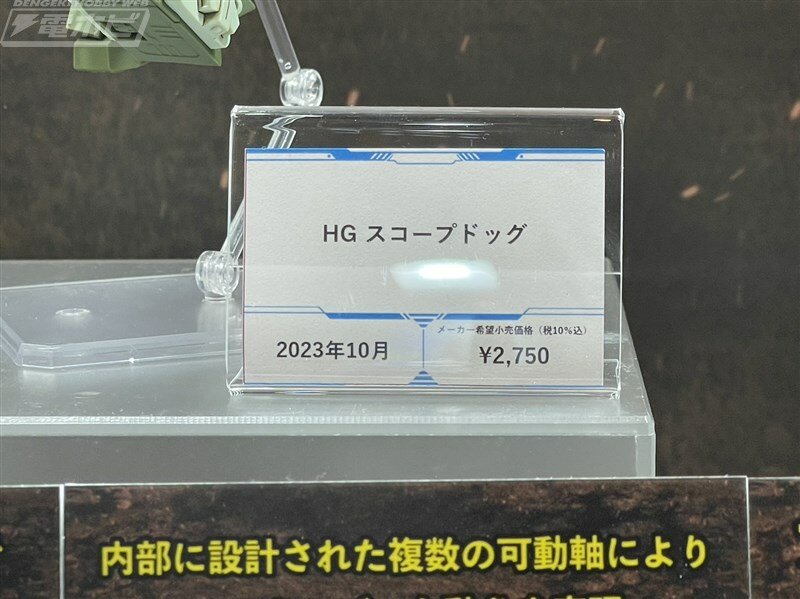 DENGEKI HOBBY WEB
電ホビ
HG スコープドッグ
メーカー希望小売価格（税10%込）
2023年10月
¥2,750
内部に設計された複数の可動軸により